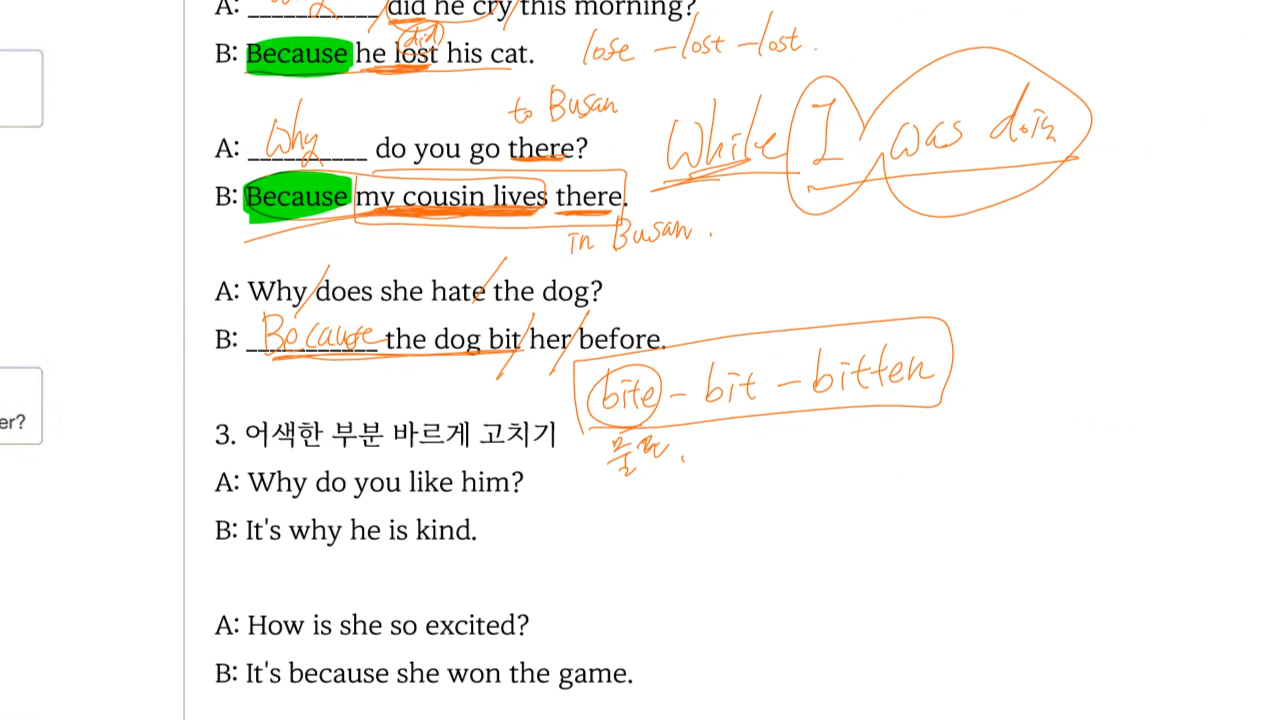 A: ___________ did he cry this morning?
(did)
B: Because he lost his cat. lose - lost - lost.
to Busan
While I was doin
A: Why do you go there?
B: Because my cousin lives there.
in Busan.
A: Why does she hate the dog?
B: Because the dog bit her before.
bite - bit - bitten
er?
3. 어색한 부분 바르게 고치기
A: Why do you like him?
B: It's why he is kind.
A: How is she so excited?
B: It's because she won the game.